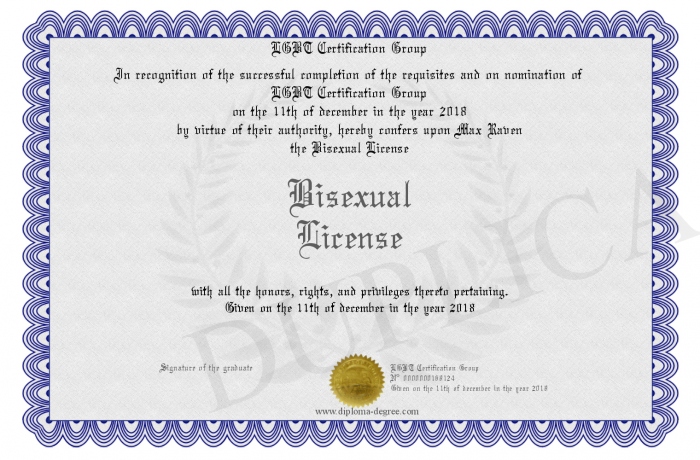 LGBT Certification Group
In recognition of the successful completion of the requisites and on nomination of
LGBT Certification Group
on the 11th of december in the year 2018
by virtue of their authority, hereby confers upon Max Raven
the Bisexual License
Bisexual
License
with all the honors, rights, and privileges thereto pertaining.
Given on the 11th of december in the year 2018
DUPLICA
Signature of the graduate
LGBT Certification Group
Nº 0000000168124
Given on the 11th of december in the year 2018
www.diploma-degree.com